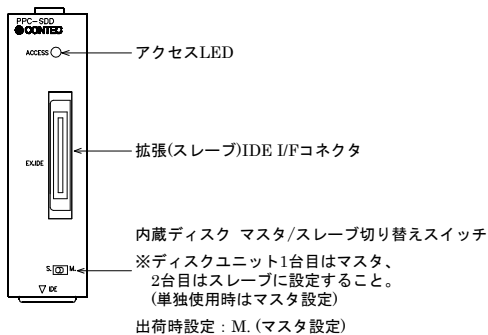 PPC-SDD
CONTEC
ACCESS
アクセスLED
EX.IDE
拡張(スレーブ)IDE I/Fコネクタ
内蔵ディスク マスタ/スレーブ切り替えスイッチ
S. M.
※ディスクユニット1台目はマスタ、
2台目はスレーブに設定すること。
(単独使用時はマスタ設定)
▽ IDE
出荷時設定：M. (マスタ設定)